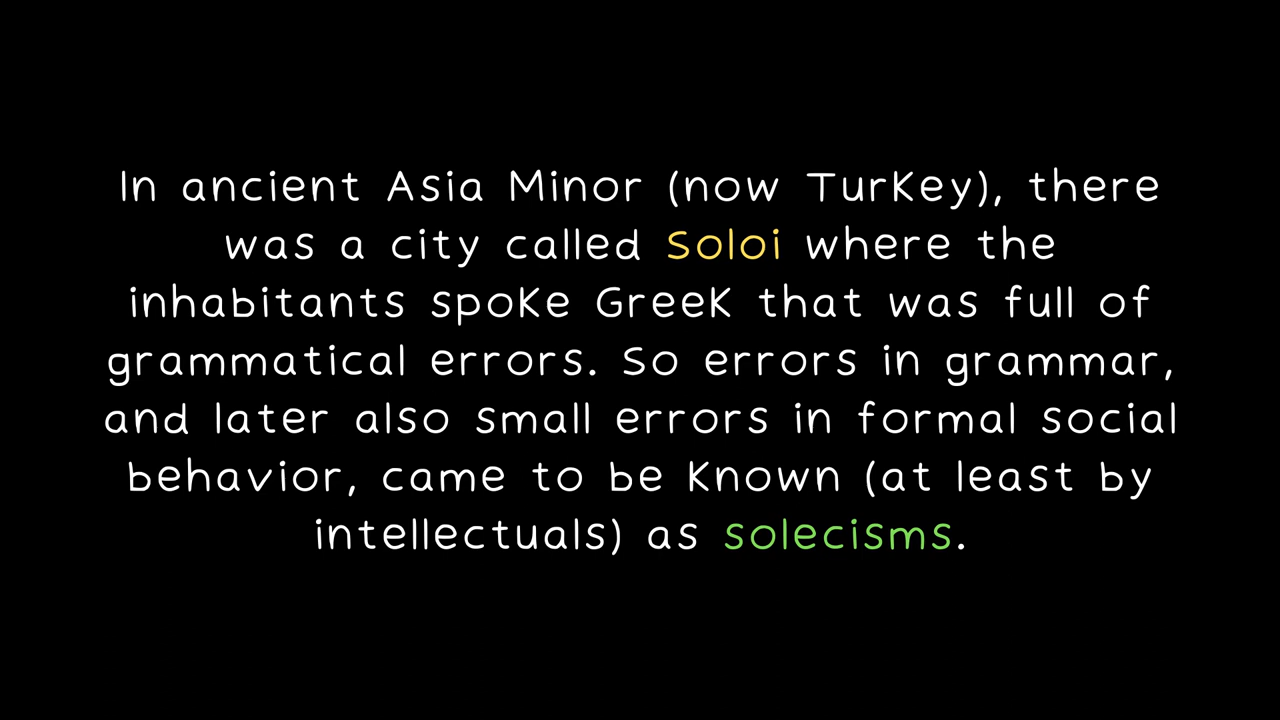 In ancient Asia Minor (now Turkey), there
was a city called Soloi where the
inhabitants spoke Greek that was full of
grammatical errors. So errors in grammar,
and later also small errors in formal social
behavior, came to be known (at least by
intellectuals) as solecisms.